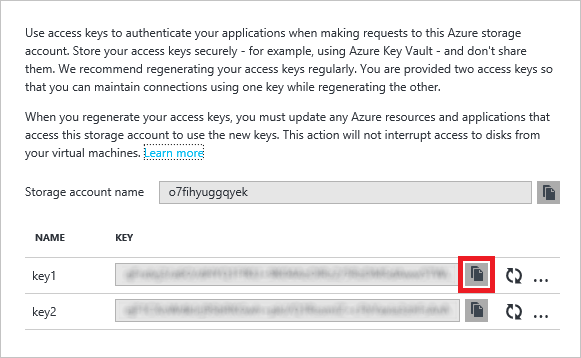 Use access keys to authenticate your applications when making requests to this Azure storage
account. Store your access keys securely - for example, using Azure Key Vault - and don't share
them. We recommend regenerating your access keys regularly. You are provided two access keys so
that you can maintain connections using one key while regenerating the other.
When you regenerate your access keys, you must update any Azure resources and applications that
access this storage account to use the new keys. This action will not interrupt access to disks from
your virtual machines. Learn more
Storage account name o7fihyuggqyek
NAME KEY
key1
key2